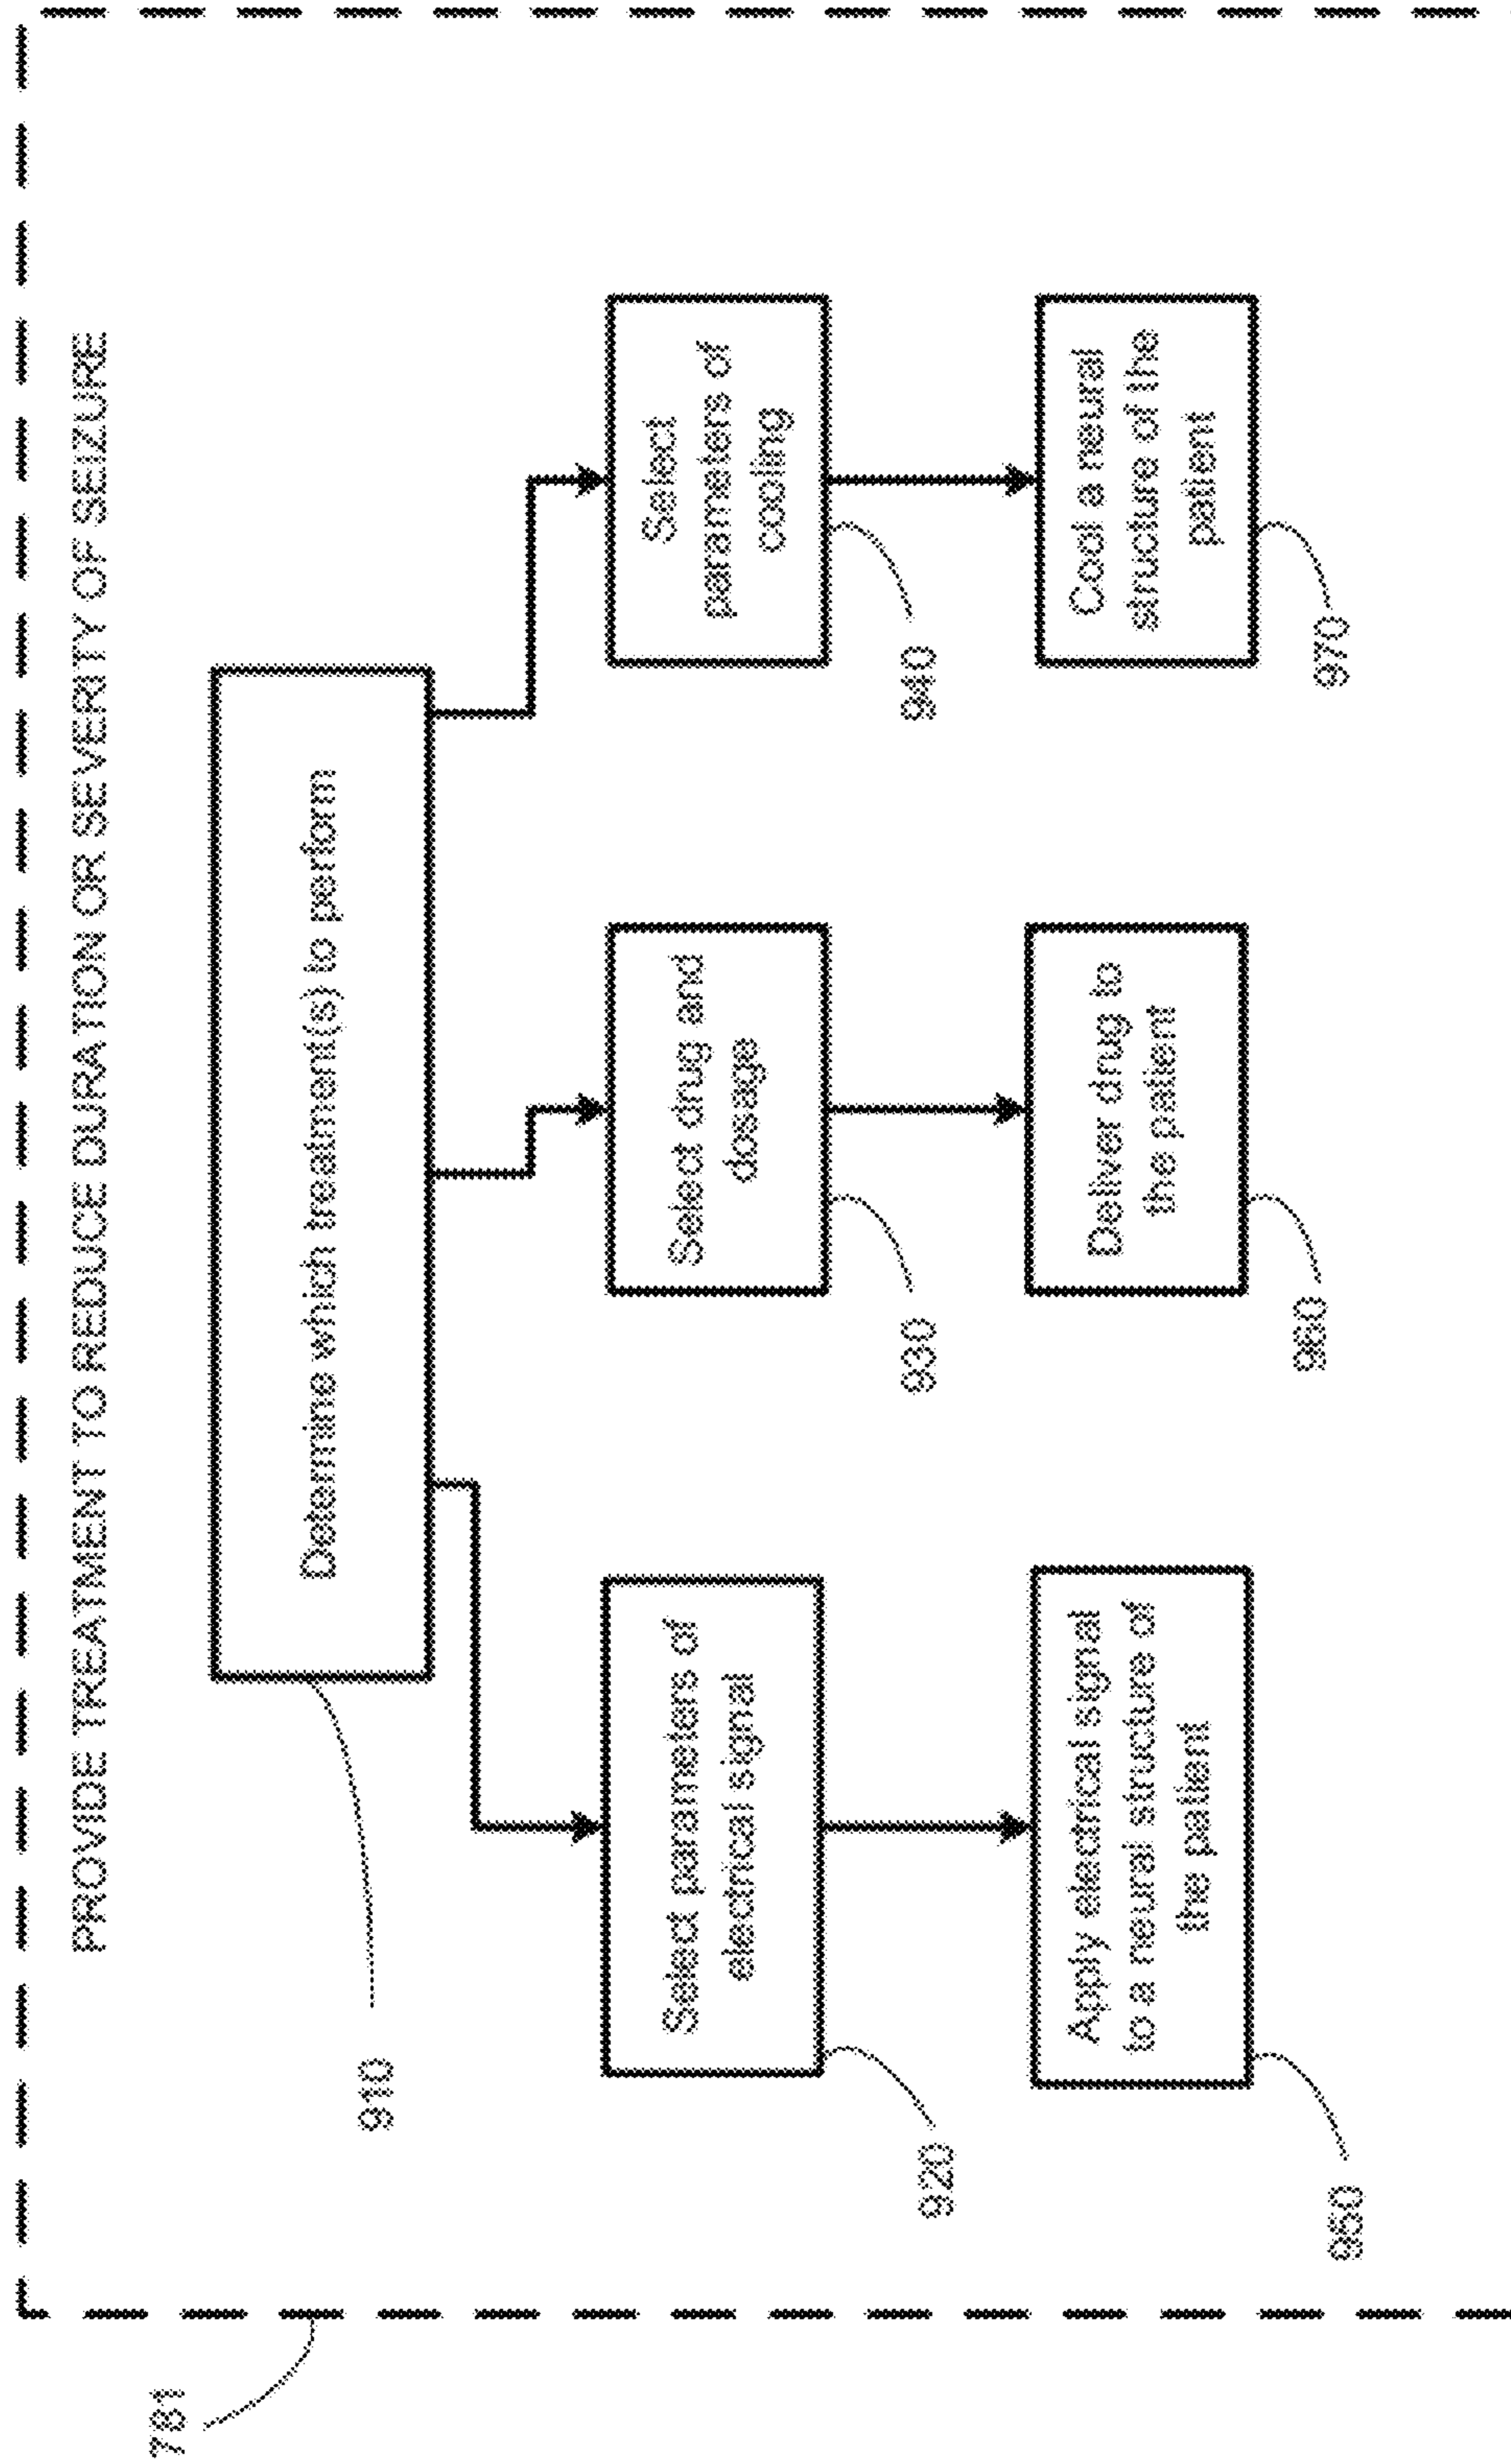 781
PROVIDE TREATMENT TO REDUCE DURATION OR SEVERITY OF SEIZURE
910
Determine which treatment(s) to perform
Select parameters of
electrical signal
920
Select drug and
dosage
930
Select
parameters of
cooling
940
Apply electrical signal
to a neural structure of
the patient
950
Deliver drug to
the patient
960
Cool a neural
structure of the
patient
970